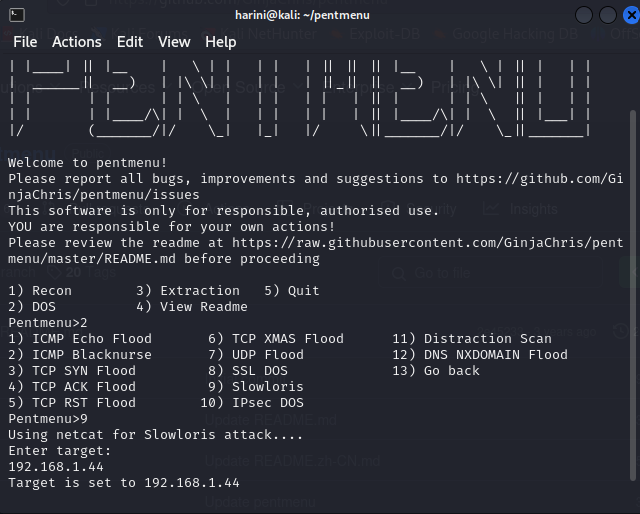 harini@kali: ~/pentmenu
File Actions Edit View Help
PENTMENU
Welcome to pentmenu!
Please report all bugs, improvements and suggestions to https://github.com/Gi
njaChris/pentmenu/issues
This software is only for responsible, authorised use.
YOU are responsible for your own actions!
Please review the readme at https://raw.githubusercontent.com/GinjaChris/pent
menu/master/README.md before proceeding
1) Recon 3) Extraction 5) Quit
2) DOS 4) View Readme
Pentmenu>2
1) ICMP Echo Flood 6) TCP XMAS Flood 11) Distraction Scan
2) ICMP Blacknurse 7) UDP Flood 12) DNS NXDOMAIN Flood
3) TCP SYN Flood 8) SSL DOS 13) Go back
4) TCP ACK Flood 9) Slowloris
5) TCP RST Flood 10) IPsec DOS
Pentmenu>9
Using netcat for Slowloris attack....
Enter target:
192.168.1.44
Target is set to 192.168.1.44